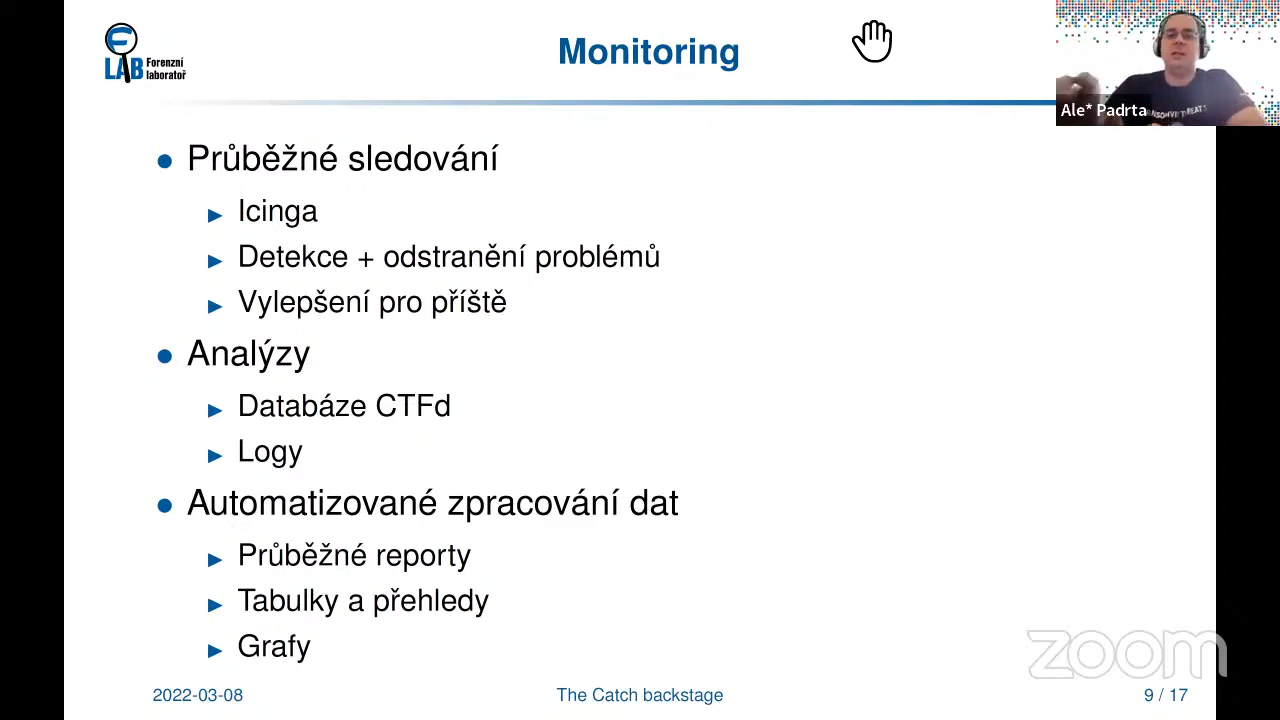 F
LAB Forenzní
laboratoř
Monitoring
Ale* Padrta
Průběžné sledování
Icinga
Detekce + odstranění problémů
Vylepšení pro příště
Analýzy
Databáze CTFd
Logy
Automatizované zpracování dat
Průběžné reporty
Tabulky a přehledy
Grafy
zoom
2022-03-08
The Catch backstage
9 / 17